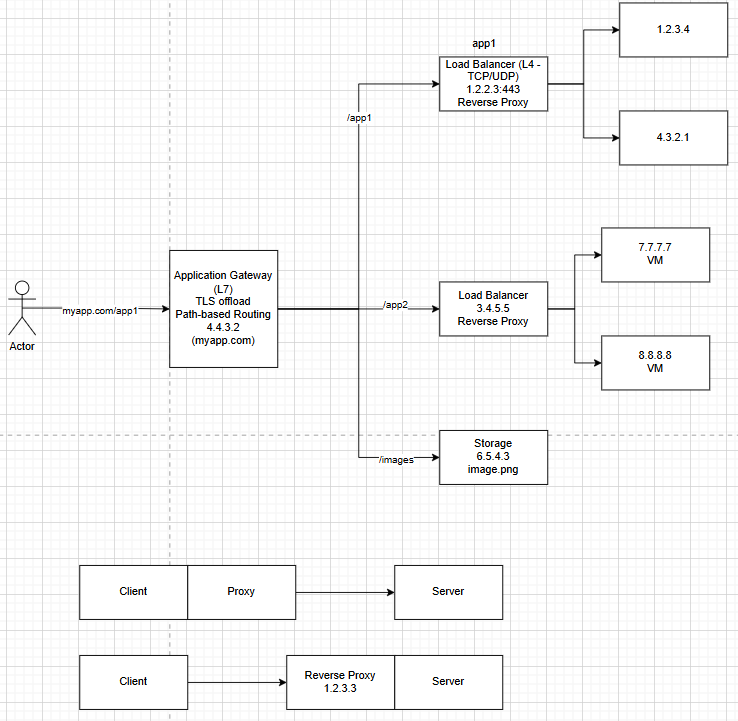 app1
Load Balancer (L4 -
TCP/UDP)
1.2.2.3:443
Reverse Proxy
1.2.3.4
4.3.2.1
/app1
Actor
myapp.com/app1
Application Gateway
(L7)
TLS offload
Path-based Routing
4.4.3.2
(myapp.com)
/app2
Load Balancer
3.4.5.5
Reverse Proxy
7.7.7.7
VM
8.8.8.8
VM
/images
Storage
6.5.4.3
image.png
Client
Proxy
Server
Client
Reverse Proxy
1.2.3.3
Server